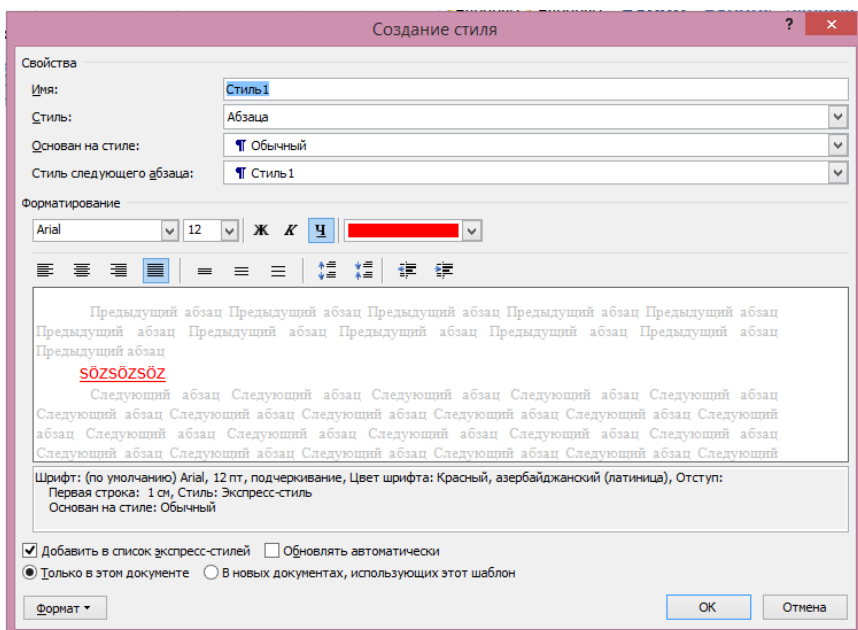 Создание стиля ? ×
Свойства
Имя: Стиль1
Стиль: Абзаца
Основан на стиле: ¶ Обычный
Стиль следующего абзаца: ¶ Стиль1
Форматирование
Arial 12 Ж К Ч
Предыдущий абзац Предыдущий абзац Предыдущий абзац Предыдущий абзац Предыдущий абзац
Предыдущий абзац Предыдущий абзац Предыдущий абзац Предыдущий абзац Предыдущий абзац
Предыдущий абзац
sözsözsöz
Следующий абзац Следующий абзац Следующий абзац Следующий абзац Следующий абзац
Следующий абзац Следующий абзац Следующий абзац Следующий абзац Следующий абзац Следующий
абзац Следующий абзац Следующий абзац Следующий абзац Следующий абзац Следующий абзац
Следующий абзац Следующий абзац Следующий абзац Следующий абзац Следующий абзац Следующий
Шрифт: (по умолчанию) Arial, 12 пт, подчеркивание, Цвет шрифта: Красный, азербайджанский (латиница), Отступ:
Первая строка: 1 см, Стиль: Экспресс-стиль
Основан на стиле: Обычный
Добавить в список экспресс-стилей Обновлять автоматически
Только в этом документе В новых документах, использующих этот шаблон
Формат OK Отмена